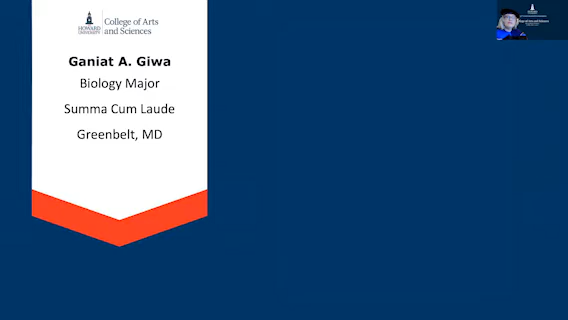 HOWARD
UNIVERSITY
College of Arts
and Sciences
Ganiat A. Giwa
Biology Major
Summa Cum Laude
Greenbelt, MD